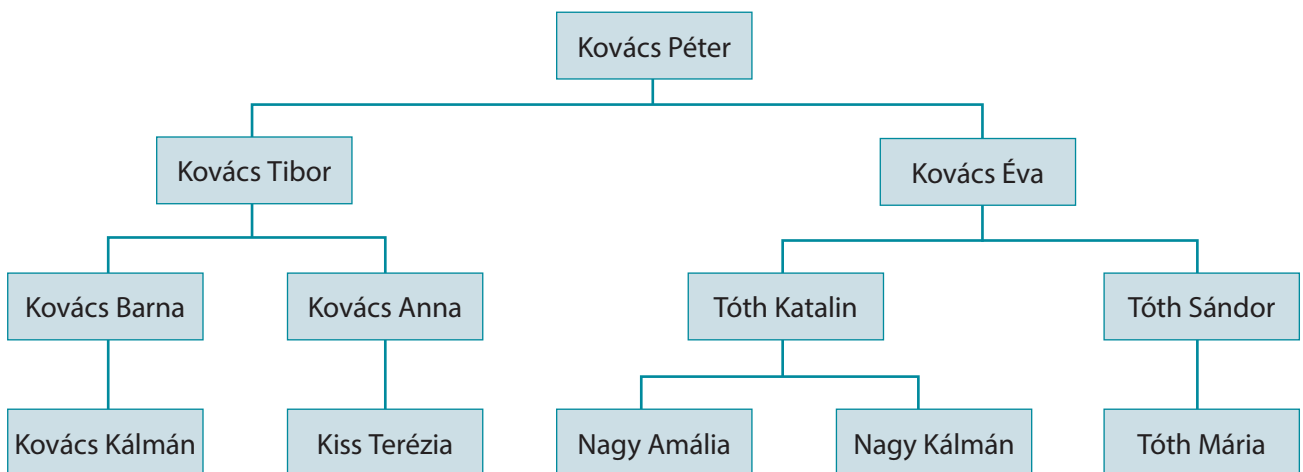 Kovács Péter
Kovács Tibor
Kovács Éva
Kovács Barna
Kovács Anna
Tóth Katalin
Tóth Sándor
Kovács Kálmán
Kiss Terézia
Nagy Amália
Nagy Kálmán
Tóth Mária